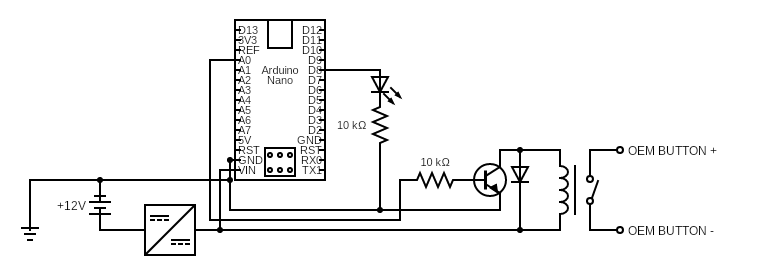 D13
3V3
REF
A0
A1
A2
A3
A4
A5
A6
A7
5V
RST
GND
VIN
Arduino
Nano
D12
D11
D10
D9
D8
D7
D6
D5
D4
D3
D2
GND
RST
RX0
TX1
10 kΩ
10 kΩ
OEM BUTTON +
+12V
OEM BUTTON -